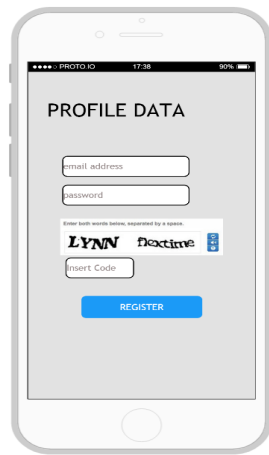 PROTO.IO 17:38 90%
PROFILE DATA
email address
password
Enter both words below, separated by a space.
LYNN flextime
Insert Code
REGISTER